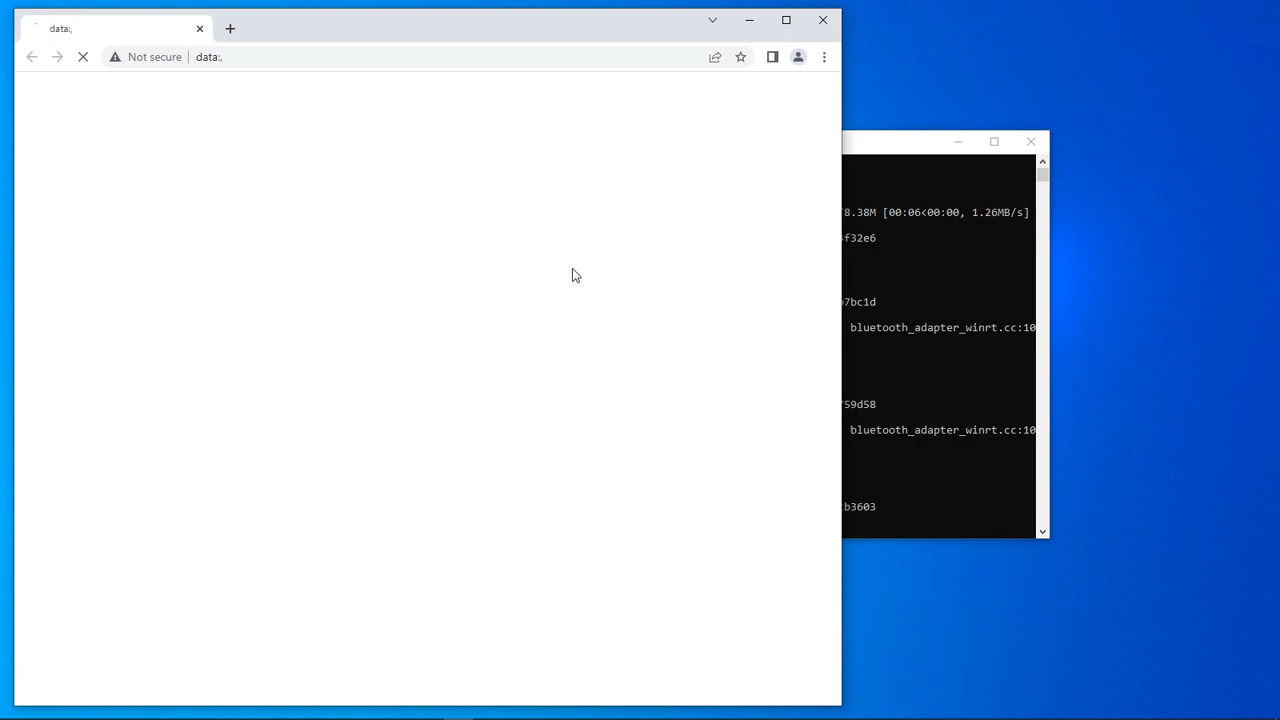 data:,
Not secure data:,
8.38M [00:06<00:00, 1.26MB/s]
f32e6
7bc1d
bluetooth_adapter_winrt.cc:10
59d58
bluetooth_adapter_winrt.cc:10
b3603